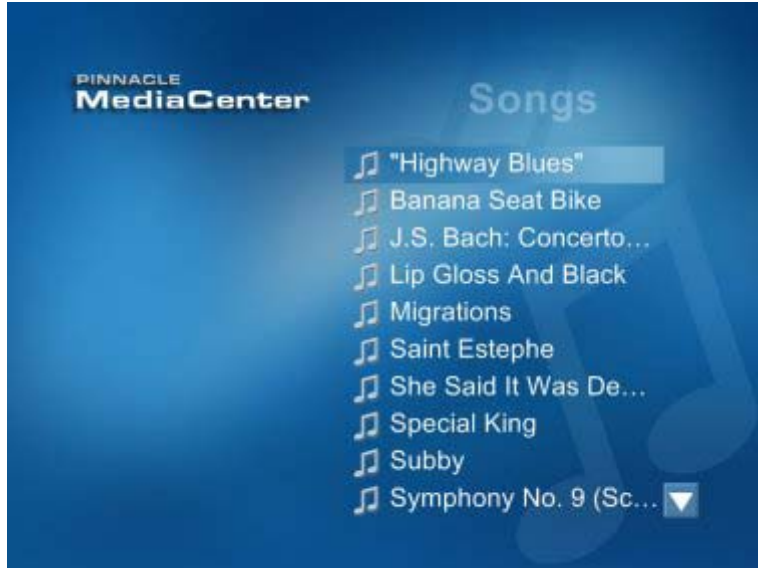 PINNACLE
MediaCenter
Songs
"Highway Blues"
Banana Seat Bike
J.S. Bach: Concerto...
Lip Gloss And Black
Migrations
Saint Estephe
She Said It Was De...
Special King
Subby
Symphony No. 9 (Sc...